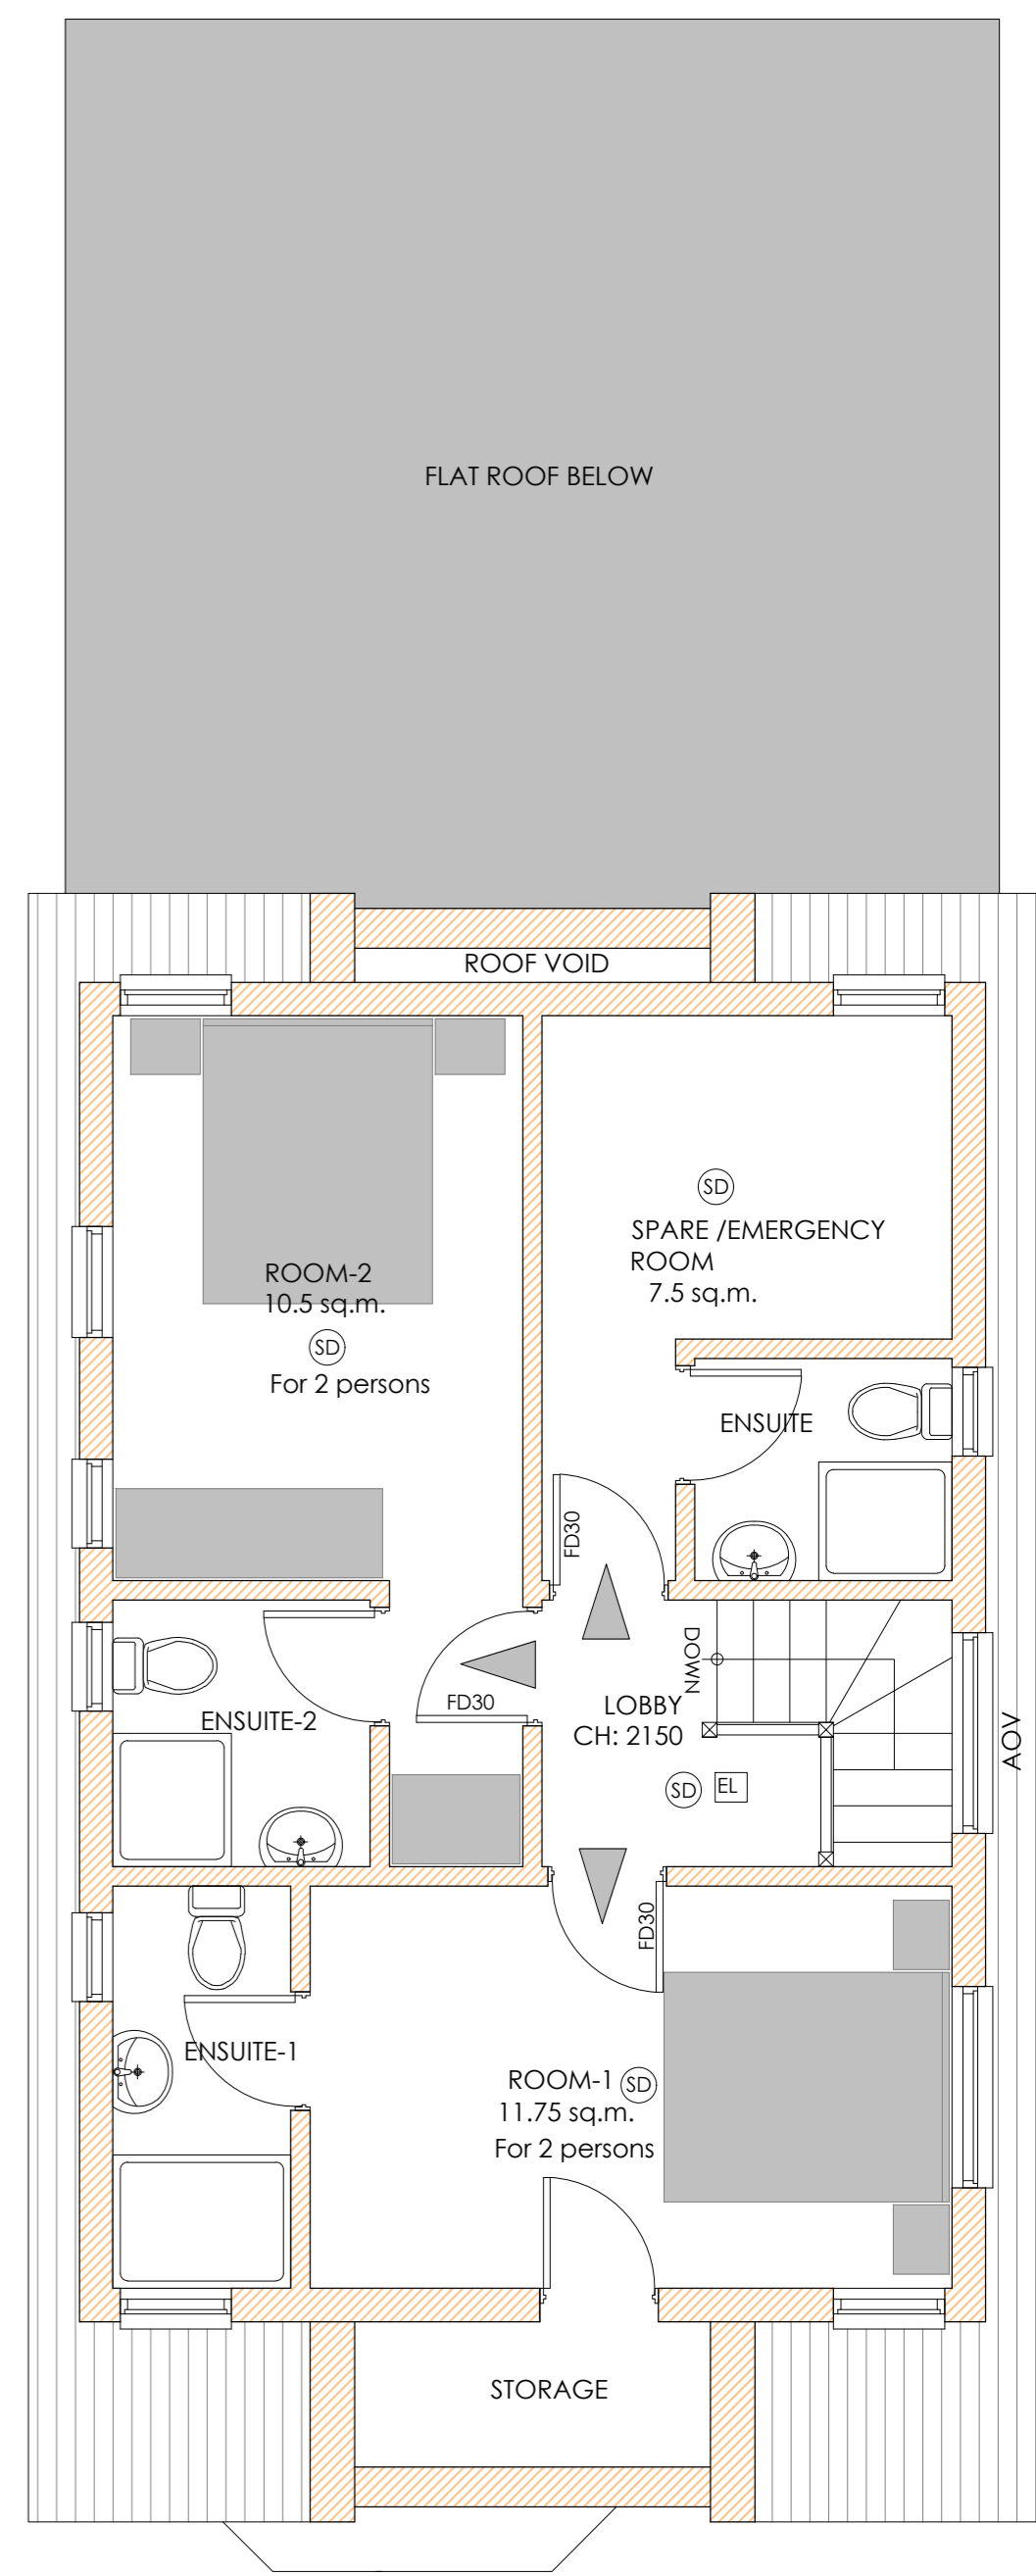 FLAT ROOF BELOW
ROOF VOID
SD
SPARE /EMERGENCY
ROOM
7.5 sq.m.
ROOM-2
10.5 sq.m.
SD
For 2 persons
ENSUITE
FD30
DOWN
FD30
LOBBY
CH: 2150
ENSUITE-2
AOV
SD
EL
FD30
ENSUITE-1
ROOM-1
SD
11.75 sq.m.
For 2 persons
STORAGE